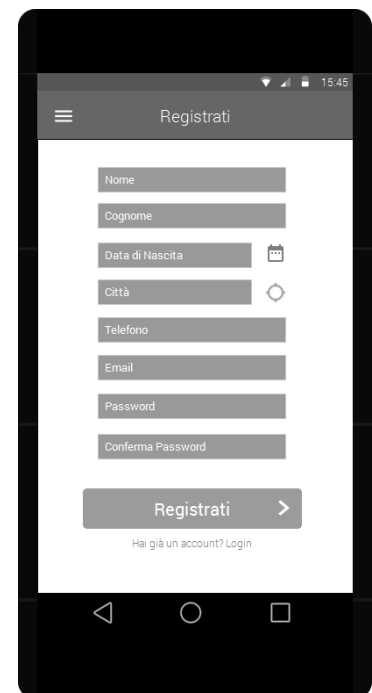 15:45
Registrati
Nome
Cognome
Data di Nascita
Città
Telefono
Email
Password
Conferma Password
Registrati
Hai già un account? Login